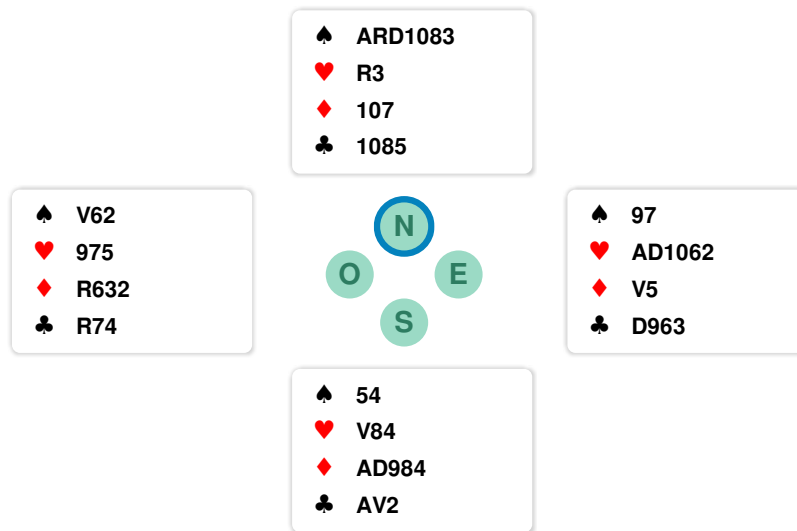 ♠ ARD1083
♥ R3
♦ 107
♣ 1085
♠ V62
♥ 975
♦ R632
♣ R74
N
O E
S
♠ 97
♥ AD1062
♦ V5
♣ D963
♠ 54
♥ V84
♦ AD984
♣ AV2